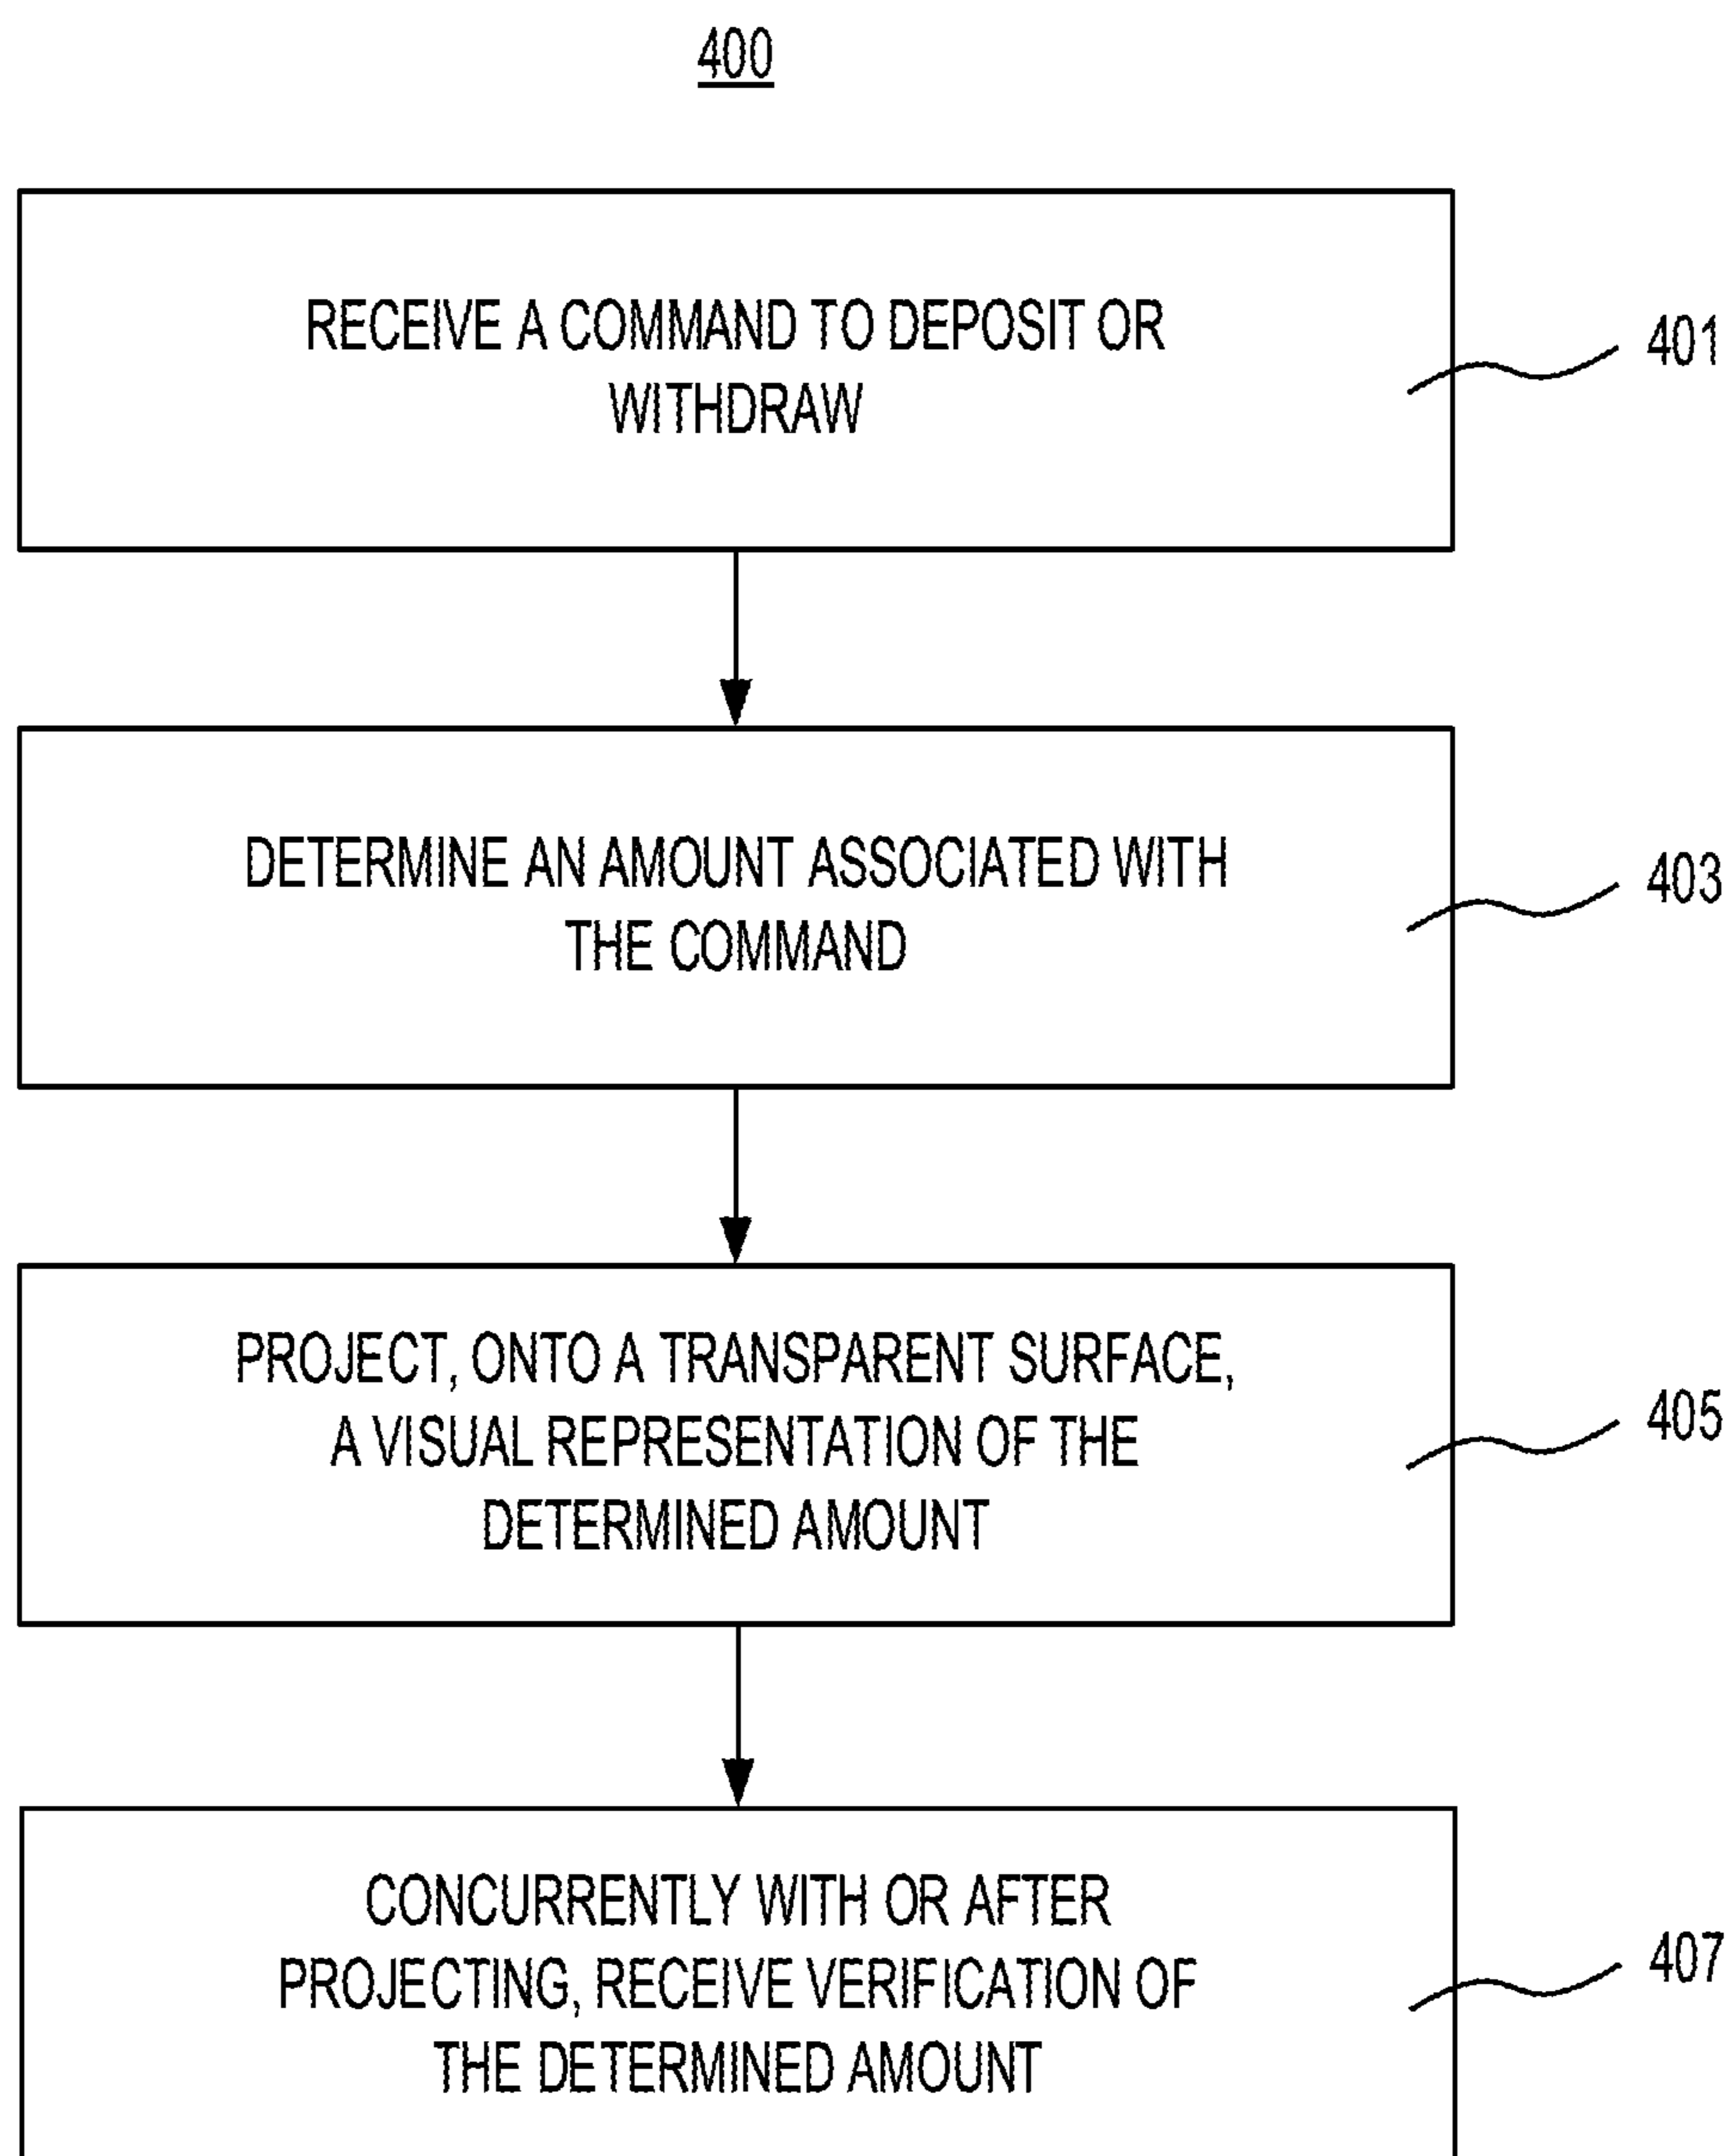 400
RECEIVE A COMMAND TO DEPOSIT OR
WITHDRAW
401
DETERMINE AN AMOUNT ASSOCIATED WITH
THE COMMAND
403
PROJECT, ONTO A TRANSPARENT SURFACE,
A VISUAL REPRESENTATION OF THE
DETERMINED AMOUNT
405
CONCURRENTLY WITH OR AFTER
PROJECTING, RECEIVE VERIFICATION OF
THE DETERMINED AMOUNT
407